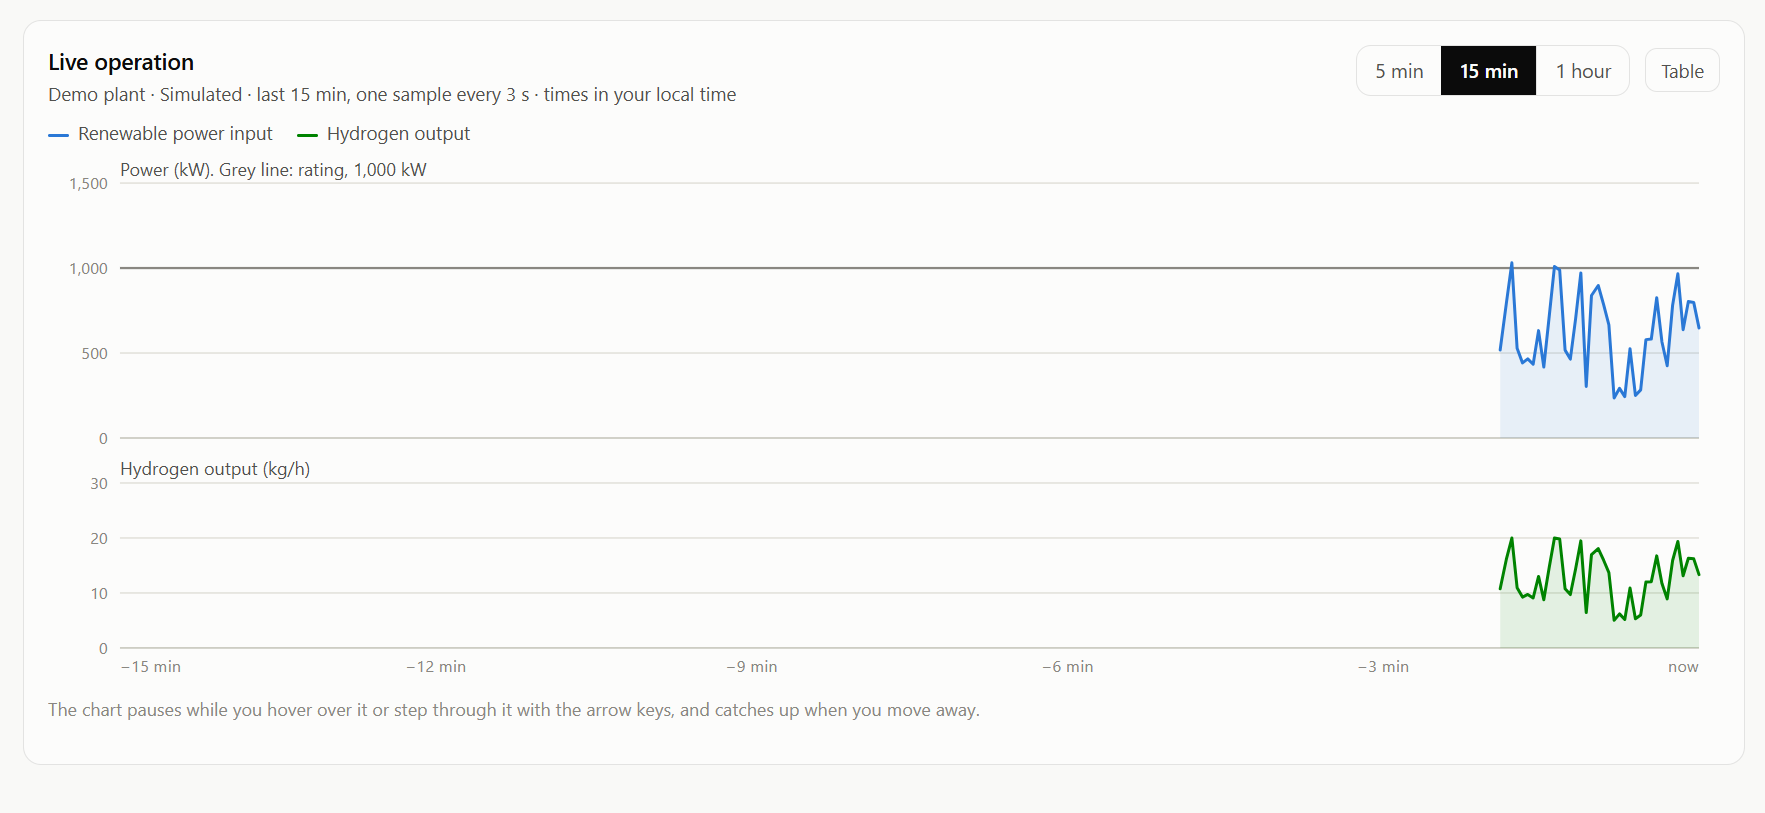 Live operation
5 min 15 min 1 hour Table
Demo plant · Simulated · last 15 min, one sample every 3 s · times in your local time
Renewable power input Hydrogen output
Power (kW). Grey line: rating, 1,000 kW
1,500
1,000
500
0
Hydrogen output (kg/h)
30
20
10
0
−15 min −12 min −9 min −6 min −3 min now
The chart pauses while you hover over it or step through it with the arrow keys, and catches up when you move away.